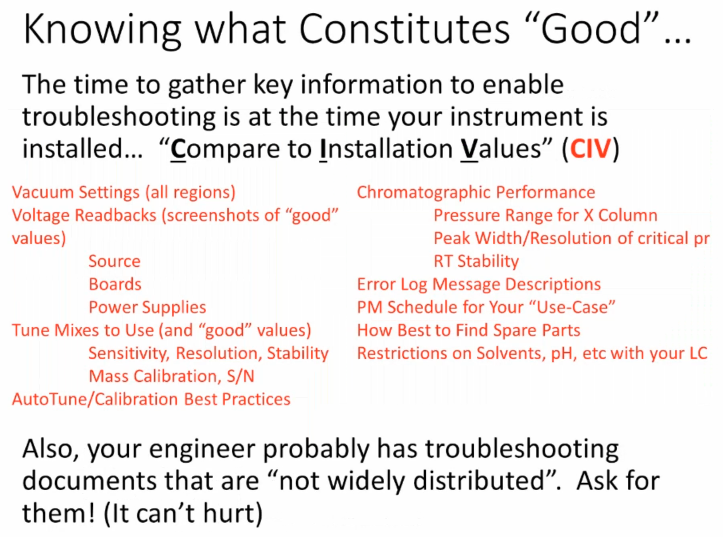 Knowing what Constitutes “Good”...
The time to gather key information to enable
troubleshooting is at the time your instrument is
installed... “Compare to Installation Values” (CIV)
Vacuum Settings (all regions)
Voltage Readbacks (screenshots of “good”
values)
Source
Boards
Power Supplies
Tune Mixes to Use (and “good” values)
Sensitivity, Resolution, Stability
Mass Calibration, S/N
AutoTune/Calibration Best Practices
Chromatographic Performance
Pressure Range for X Column
Peak Width/Resolution of critical pr
RT Stability
Error Log Message Descriptions
PM Schedule for Your “Use-Case”
How Best to Find Spare Parts
Restrictions on Solvents, pH, etc with your LC
Also, your engineer probably has troubleshooting
documents that are “not widely distributed”.  Ask for
them! (It can’t hurt)